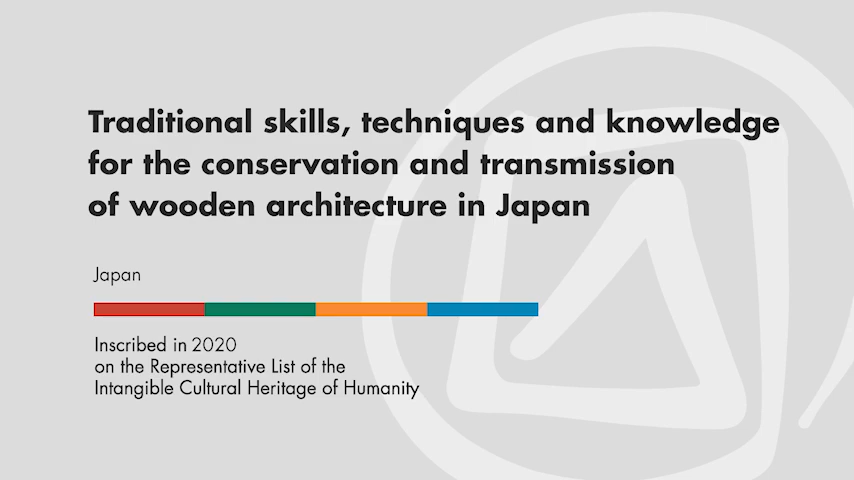 Traditional skills, techniques and knowledge
for the conservation and transmission
of wooden architecture in Japan
Japan
Inscribed in 2020
on the Representative List of the
Intangible Cultural Heritage of Humanity